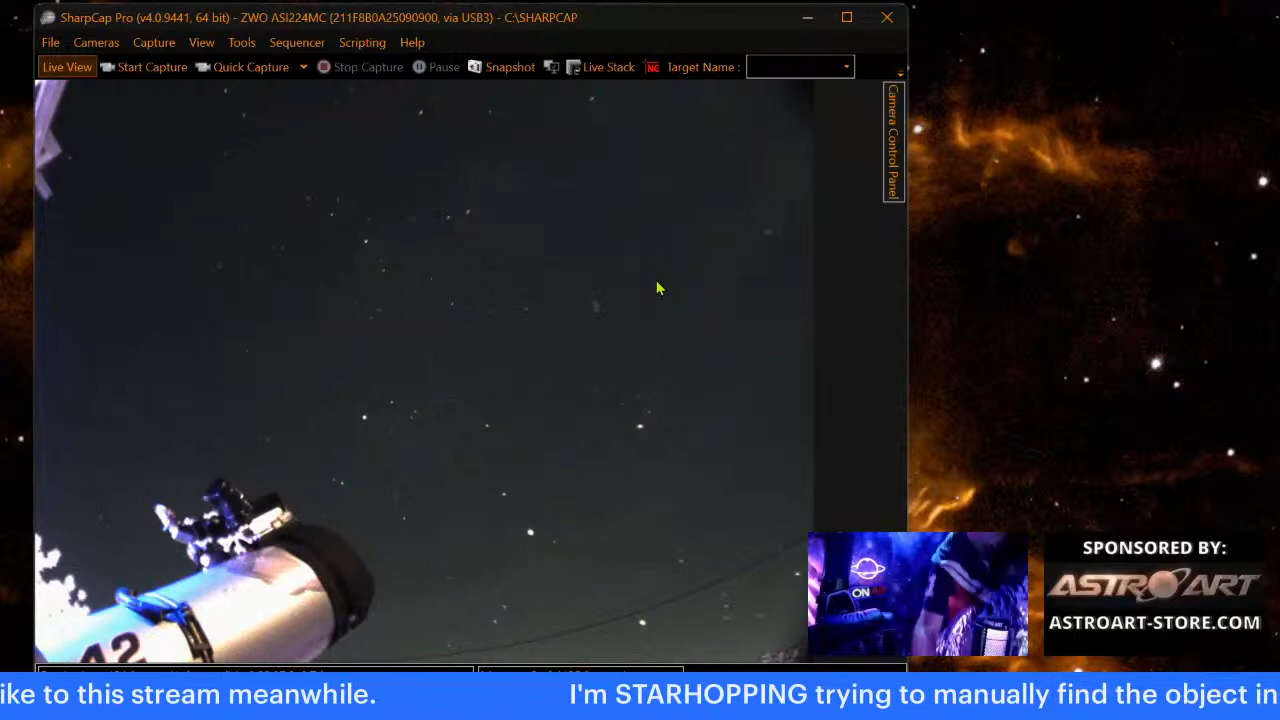 SharpCap Pro (v4.0.9441, 64 bit) - ZWO ASI224MC (211F8B0A25090900, via USB3) - C:\SHARPCAP
File Cameras Capture View Tools Sequencer Scripting Help
Live View Start Capture Quick Capture Stop Capture Pause Snapshot Live Stack Target Name :
Camera Control Panel
42
ON
SPONSORED BY:
ASTROART
ASTROART-STORE.COM
ike to this stream meanwhile. I'm STARHOPPING trying to manually find the object in